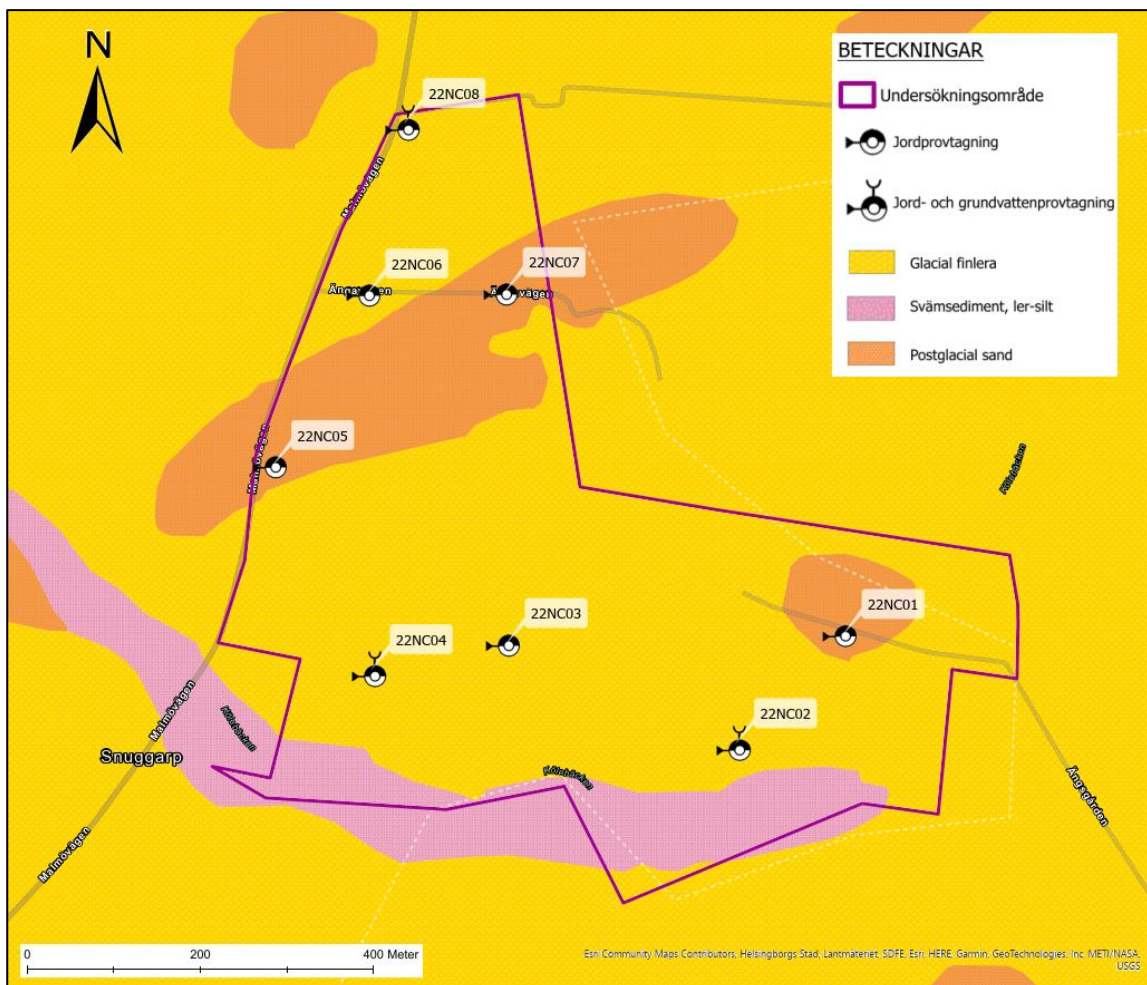 N
22NC08
Malmövägen
22NC06
22NC07
22NC05
Malmövägen
22NC03
22NC04
22NC01
22NC02
Malmövägen
Snuggarp
Malmövägen
Ängsgården
BETECKNINGAR
Undersökningsområde
Jordprovtagning
Jord- och grundvattenprovtagning
Glacial finlera
Svämsediment, ler-silt
Postglacial sand
0 200 400 Meter
Esri Community Maps Contributors, Helsingborgs Stad, Lantmäteriet, SDFE, Esri, HERE, Garmin, GeoTechnologies, Inc, METI/NASA,
USGS